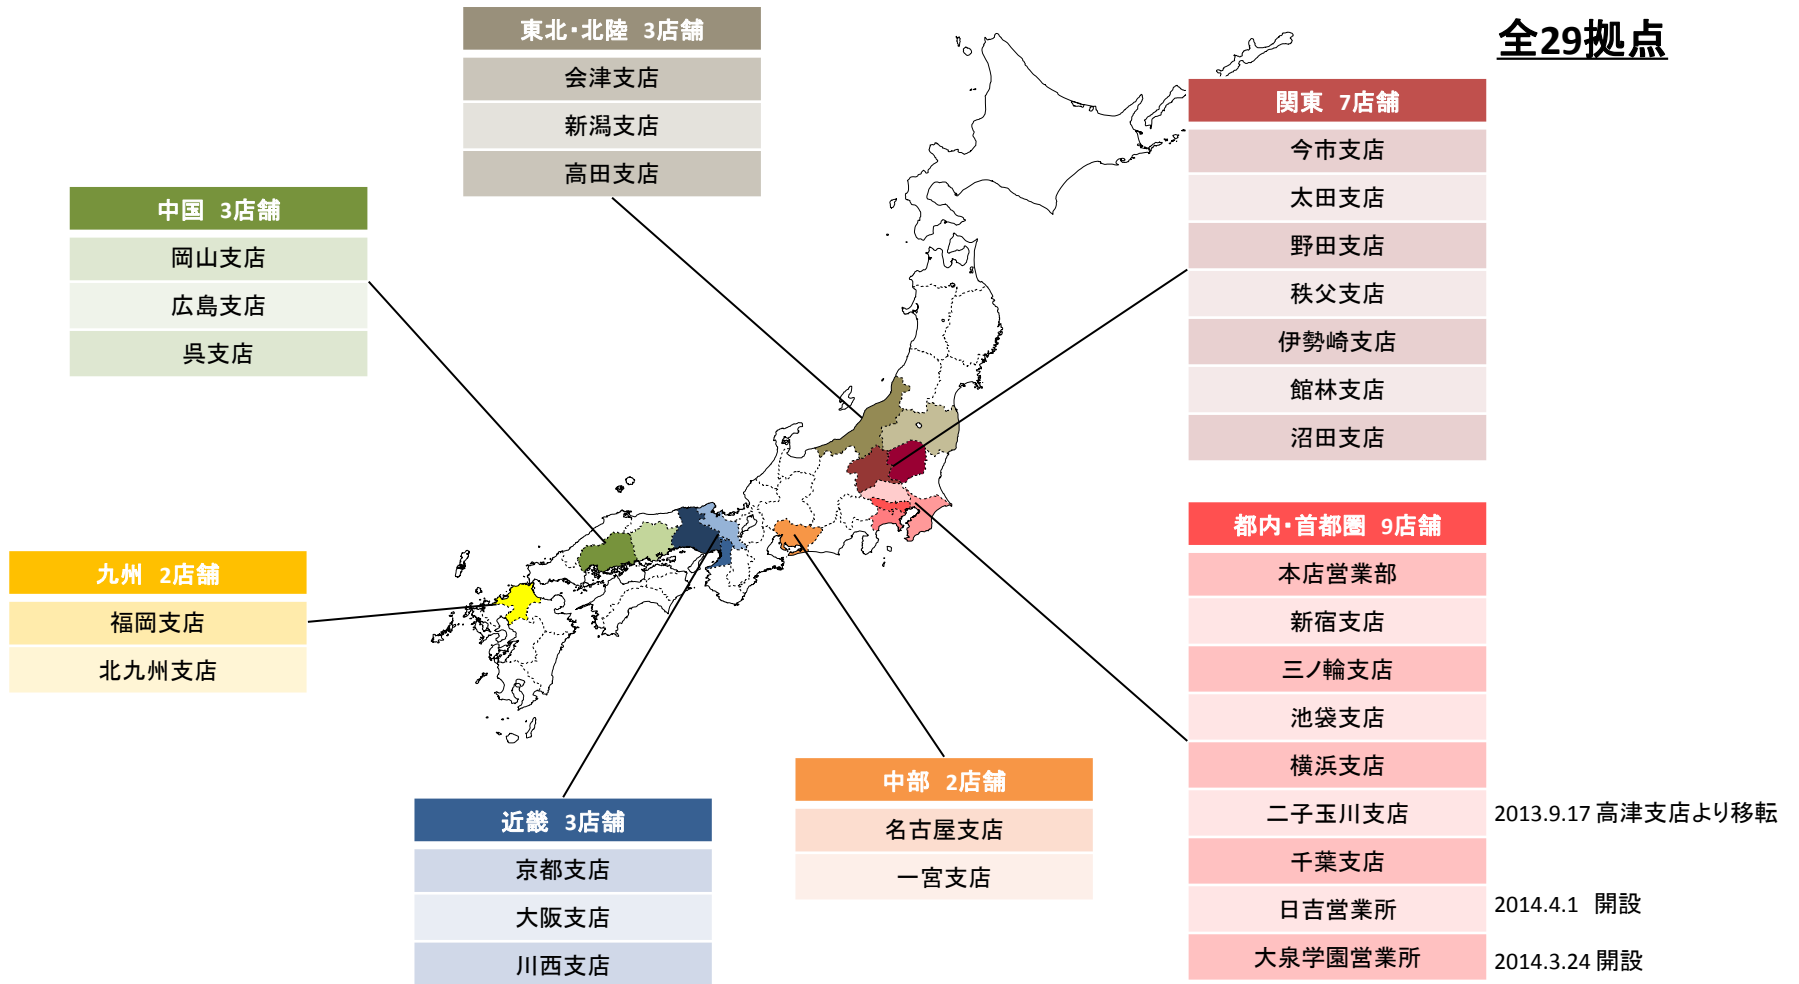 全29拠点
東北・北陸 3店舗
会津支店
新潟支店
高田支店
関東 7店舗
今市支店
太田支店
野田支店
秩父支店
伊勢崎支店
館林支店
沼田支店
中国 3店舗
岡山支店
広島支店
呉支店
都内・首都圏 9店舗
本店営業部
新宿支店
三ノ輪支店
池袋支店
横浜支店
二子玉川支店 2013.9.17 高津支店より移転
千葉支店
日吉営業所 2014.4.1 開設
大泉学園営業所 2014.3.24 開設
九州 2店舗
福岡支店
北九州支店
中部 2店舗
名古屋支店
一宮支店
近畿 3店舗
京都支店
大阪支店
川西支店